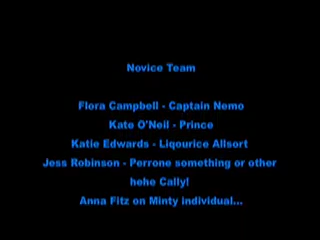 Novice Team
Flora Campbell - Captain Nemo
Kate O'Neil - Prince
Katie Edwards - Liqourice Allsort
Jess Robinson - Perrone something or other
hehe Cally!
Anna Fitz on Minty individual...